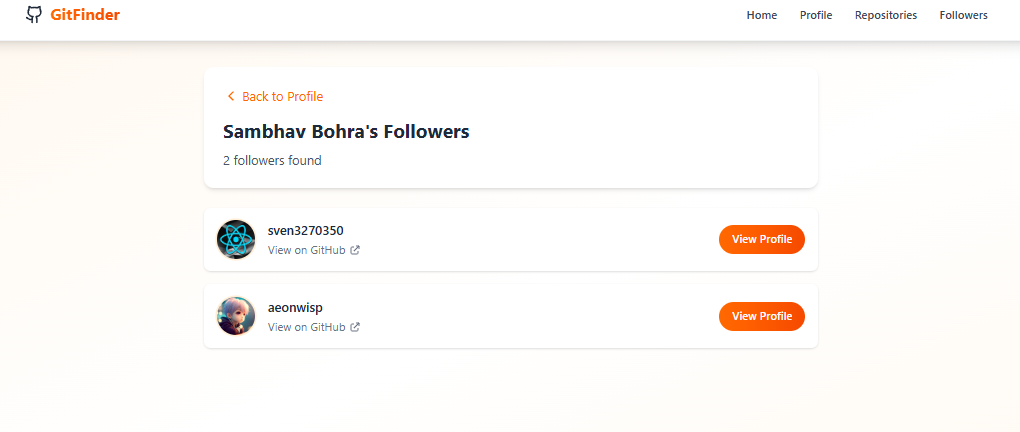 GitFinder
Home Profile Repositories Followers
Back to Profile
Sambhav Bohra's Followers
2 followers found
sven3270350
View on GitHub
View Profile
aeonwisp
View on GitHub
View Profile